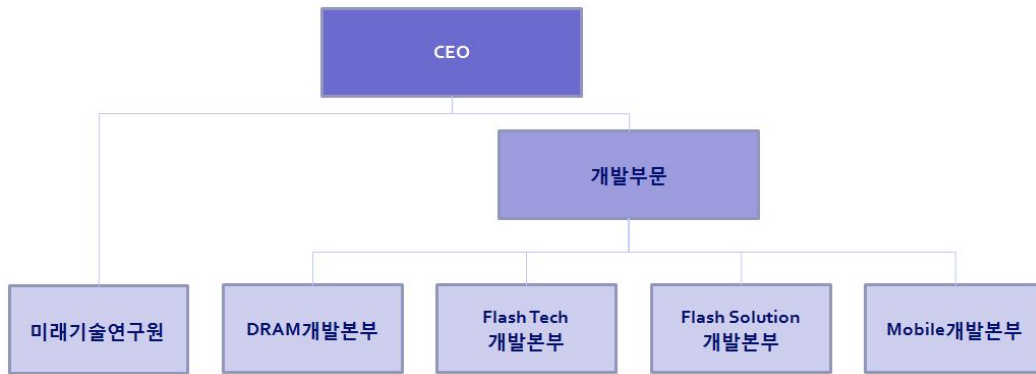 CEO
개발부문
미래기술연구원
DRAM개발본부
Flash Tech
개발본부
Flash Solution
개발본부
Mobile개발본부